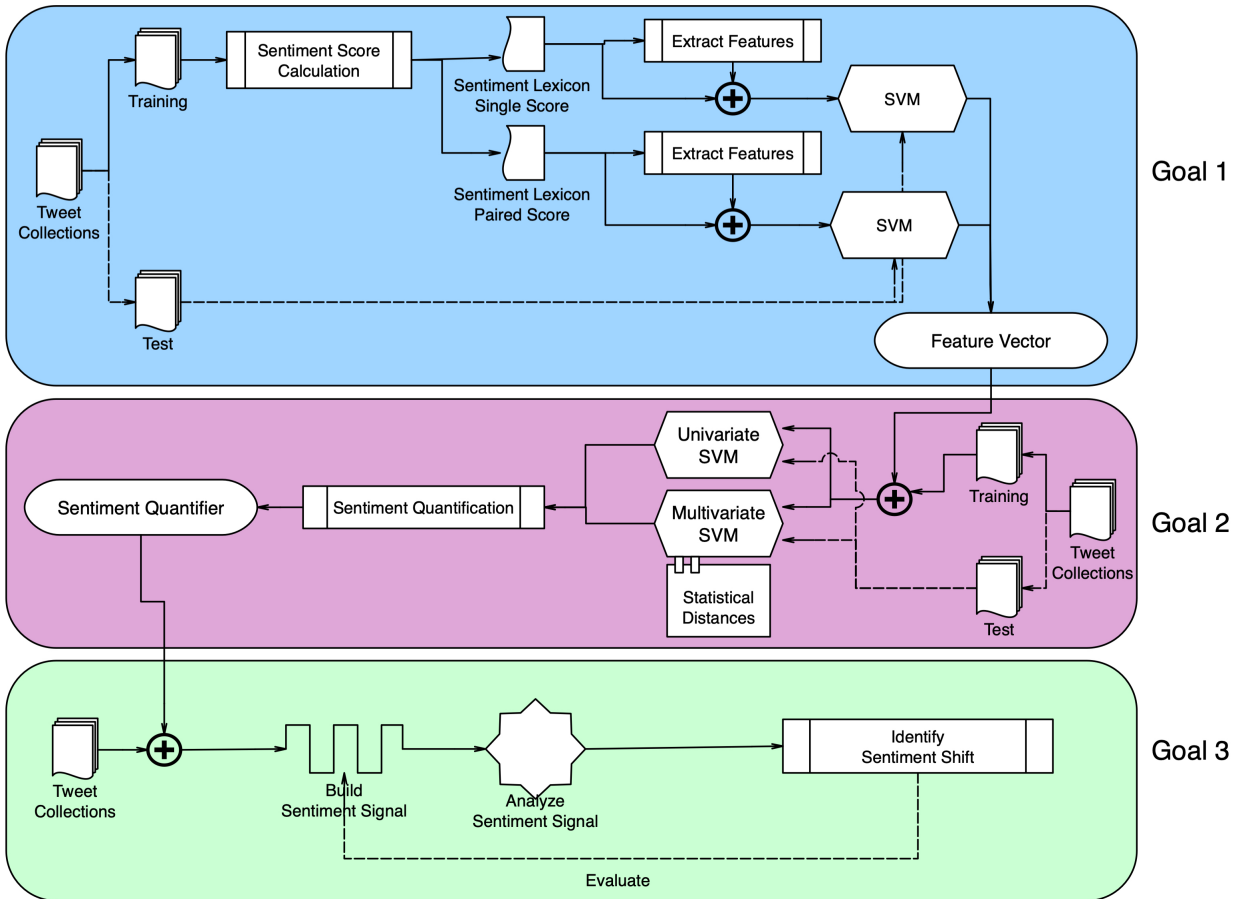 Training
Sentiment Score
Calculation
Sentiment Lexicon
Single Score
Extract Features
SVM
Tweet
Collections
Sentiment Lexicon
Paired Score
Extract Features
SVM
Goal 1
Test
Feature Vector
Univariate
SVM
Training
Sentiment Quantifier
Sentiment Quantification
Multivariate
SVM
Goal 2
Tweet
Collections
Statistical
Distances
Test
Tweet
Collections
Build
Sentiment Signal
Analyze
Sentiment Signal
Identify
Sentiment Shift
Goal 3
Evaluate